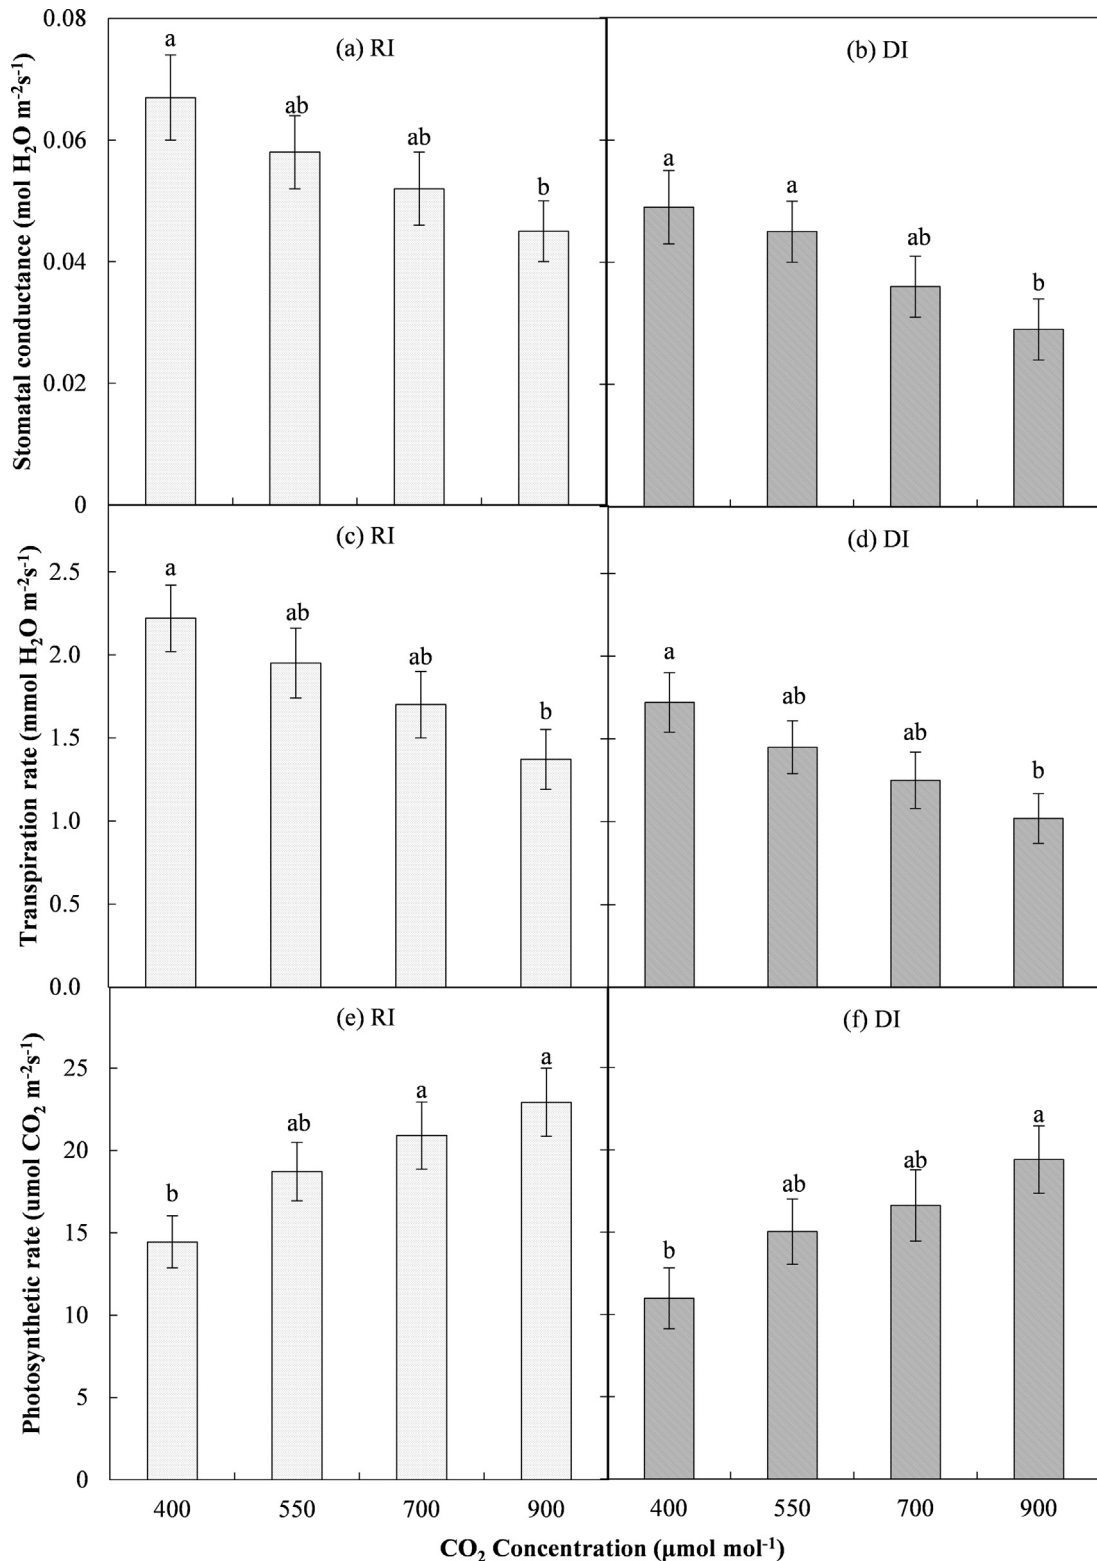 Stomatal conductance (mol H₂O m⁻²s⁻¹)
0.08
0.06
0.04
0.02
0
(a) RI
a
ab
ab
b
(b) DI
a
a
ab
b
Transpiration rate (mmol H₂O m⁻²s⁻¹)
2.5
2.0
1.5
1.0
0.5
0.0
(c) RI
a
ab
ab
b
(d) DI
a
ab
ab
b
Photosynthetic rate (umol CO₂ m⁻²s⁻¹)
25
20
15
10
5
0
(e) RI
b
ab
a
a
(f) DI
b
ab
ab
a
400 550 700 900 400 550 700 900
CO₂ Concentration (µmol mol⁻¹)